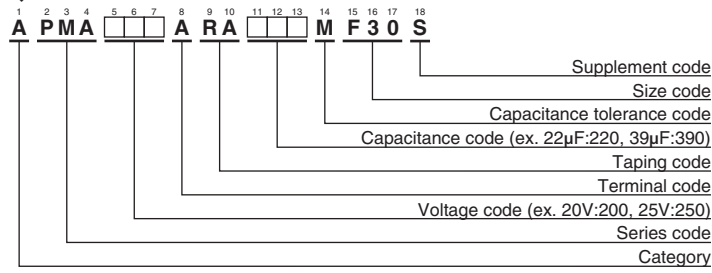 1 2 3 4 5 6 7 8 9 10 11 12 13 14 15 16 17 18
A PMA □□□ A RA □□□ M F30 S
Supplement code
Size code
Capacitance tolerance code
Capacitance code (ex. 22µF:220, 39µF:390)
Taping code
Terminal code
Voltage code (ex. 20V:200, 25V:250)
Series code
Category